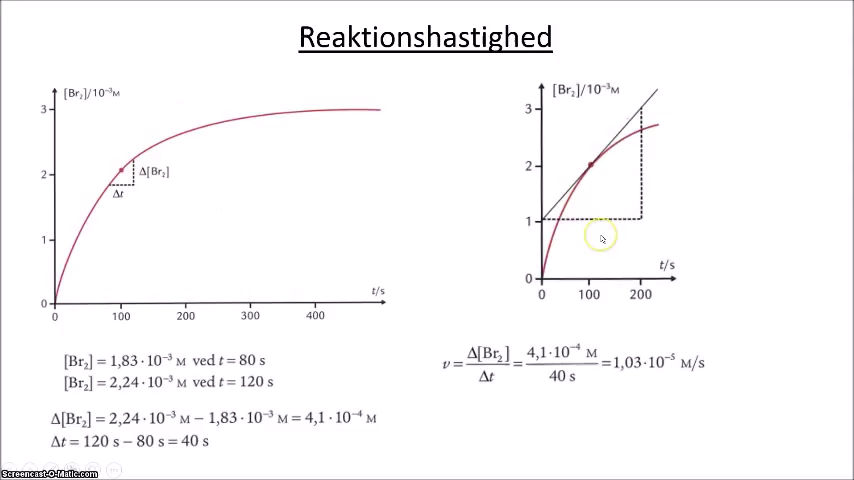 Reaktionshastighed
[Br₂]/10⁻³M
3
2
1
0
Δ[Br₂]
Δt
t/s
0 100 200 300 400
[Br₂]/10⁻³M
3
2
1
0
t/s
0 100 200
[Br₂] = 1,83 · 10⁻³ M ved t = 80 s
[Br₂] = 2,24 · 10⁻³ M ved t = 120 s
Δ[Br₂] = 2,24 · 10⁻³ M − 1,83 · 10⁻³ M = 4,1 · 10⁻⁴ M
Δt = 120 s − 80 s = 40 s
v = Δ[Br₂]/Δt = 4,1·10⁻⁴ M/40 s = 1,03·10⁻⁵ M/s
Screencast-O-Matic.com